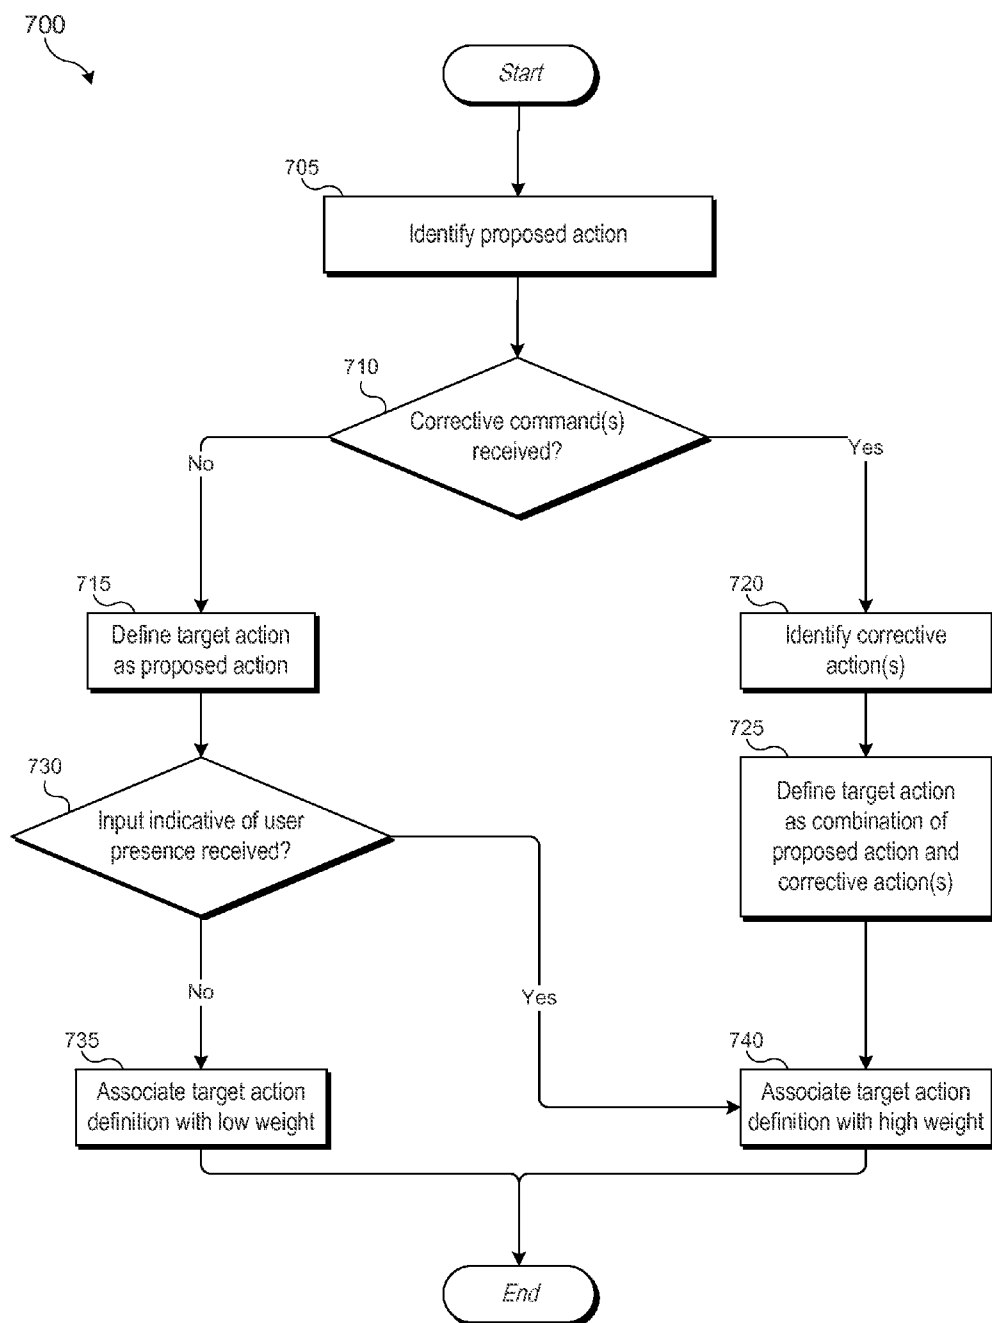 700
Start
705
Identify proposed action
710
Corrective command(s)
received?
No
Yes
715
Define target action
as proposed action
720
Identify corrective
action(s)
725
Define target action
as combination of
proposed action and
corrective action(s)
730
Input indicative of user
presence received?
No
Yes
735
Associate target action
definition with low weight
740
Associate target action
definition with high weight
End